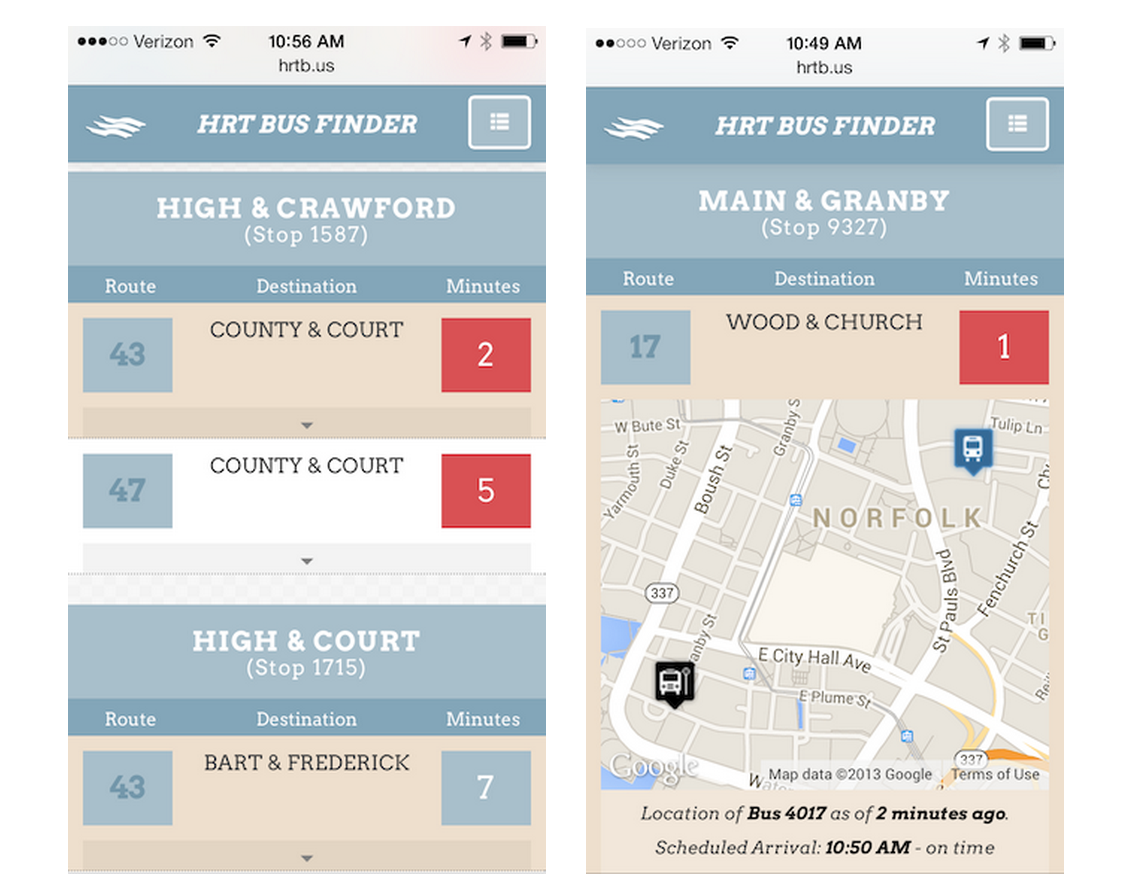 Verizon 10:56 AM
hrtb.us
HRT BUS FINDER
HIGH & CRAWFORD
(Stop 1587)
Route Destination Minutes
43 COUNTY & COURT 2
47 COUNTY & COURT 5
HIGH & COURT
(Stop 1715)
Route Destination Minutes
43 BART & FREDERICK 7
Verizon 10:49 AM
hrtb.us
HRT BUS FINDER
MAIN & GRANBY
(Stop 9327)
Route Destination Minutes
17 WOOD & CHURCH 1
W Bute St
Granby S
Tulip Ln
Yarmouth St
Duke St
Boush St
Ch
NORFOLK
Fenchurch St
337
St Pauls Blvd
anby St
TI
G
E City Hall Ave
E Plume St
Rei
337
Google
Wat
Map data ©2013 Google Terms of Use
Location of Bus 4017 as of 2 minutes ago.
Scheduled Arrival: 10:50 AM - on time